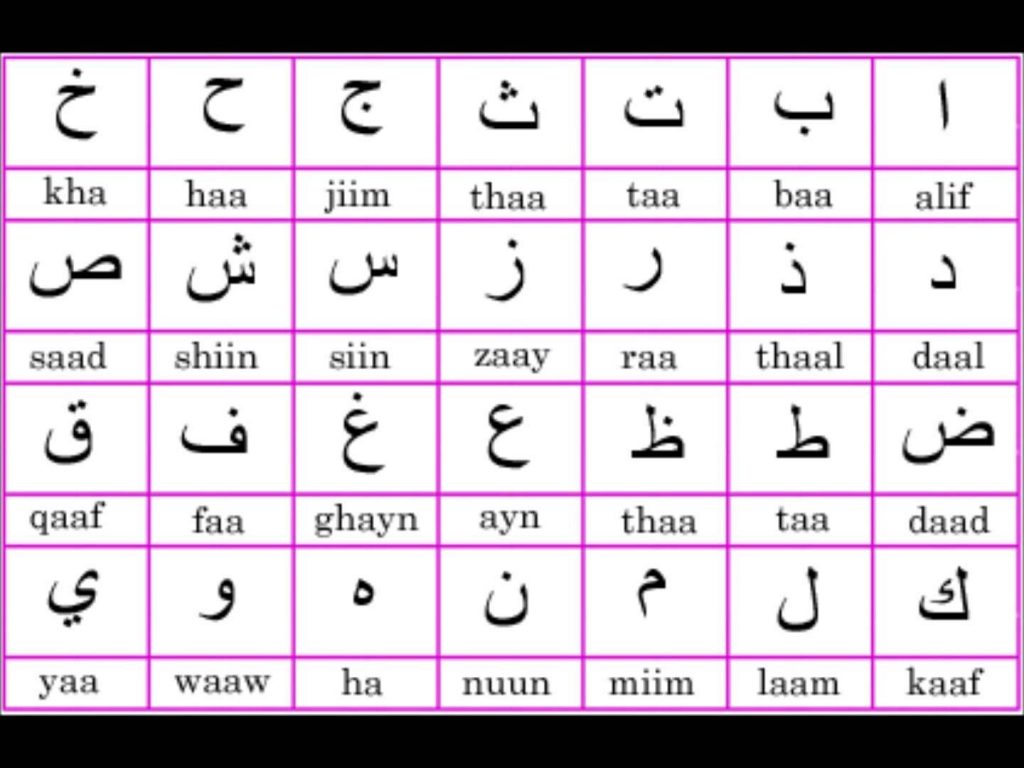 ا ب ت ث ج ح خ
alif baa taa thaa jiim haa kha
د ذ ر ز س ش ص
daal thaal raa zaay siin shiin saad
ض ط ظ ع غ ف ق
daad taa thaa ayn ghayn faa qaaf
ك ل م ن ه و ي
kaaf laam miim nuun ha waaw yaa